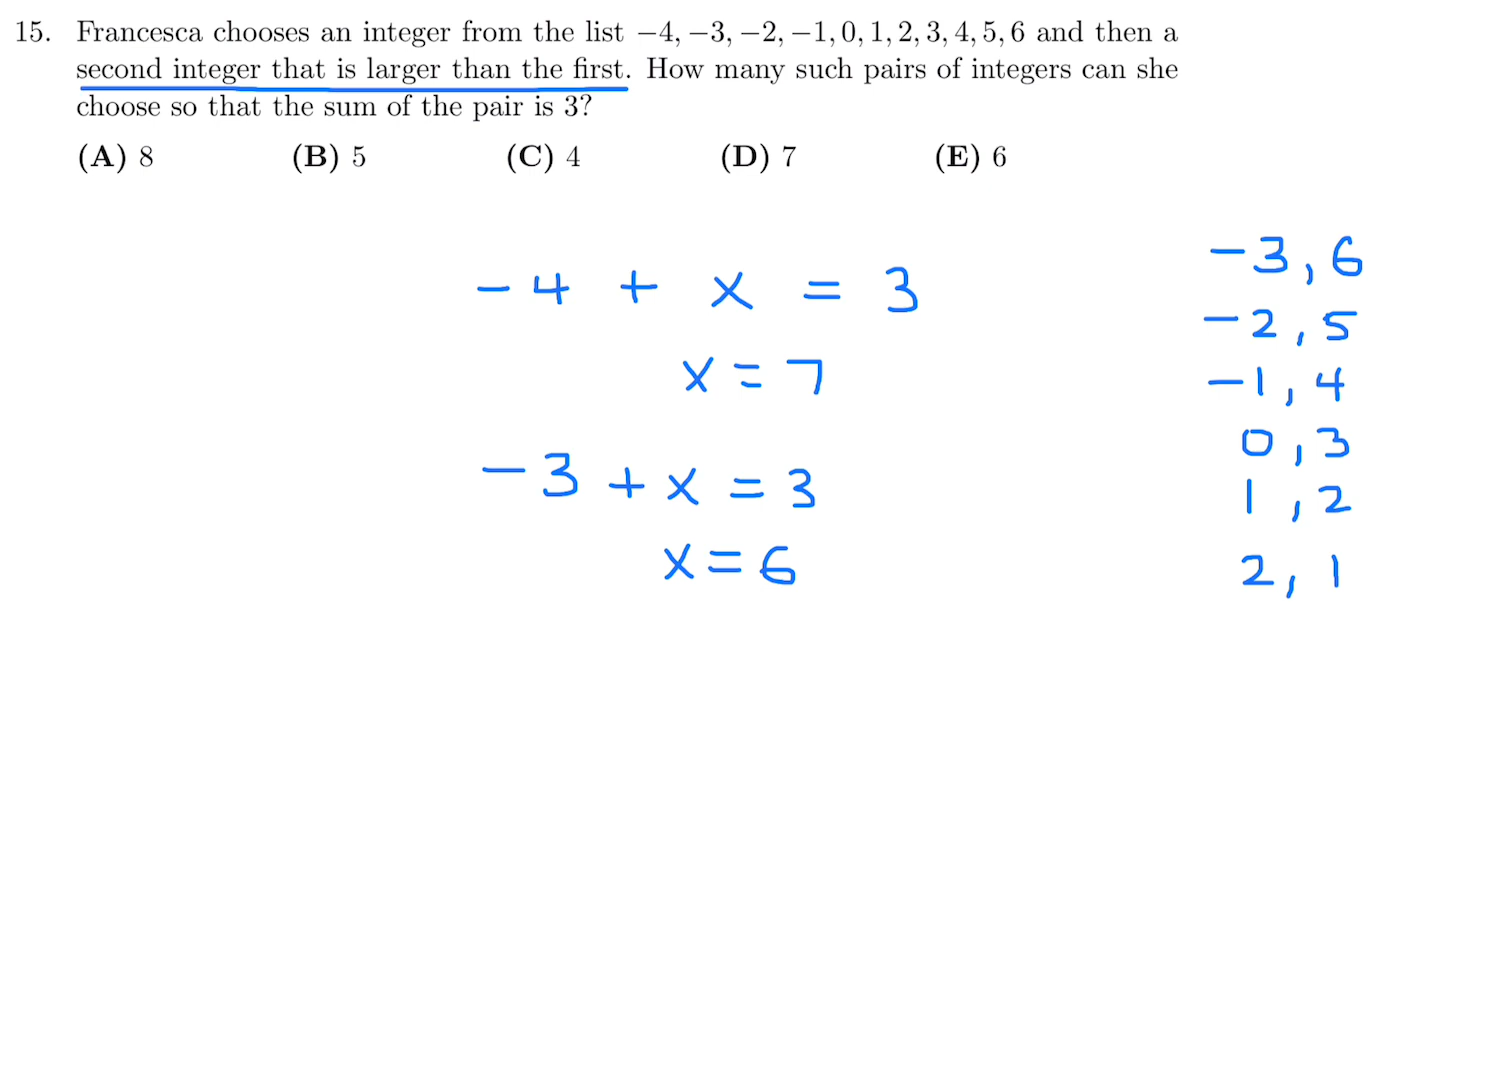 15. Francesca chooses an integer from the list −4, −3, −2, −1, 0, 1, 2, 3, 4, 5, 6 and then a
second integer that is larger than the first. How many such pairs of integers can she
choose so that the sum of the pair is 3?
(A) 8 (B) 5 (C) 4 (D) 7 (E) 6
−4 + x = 3
x = 7
−3 + x = 3
x = 6
−3, 6
−2, 5
−1, 4
0, 3
1, 2
2, 1